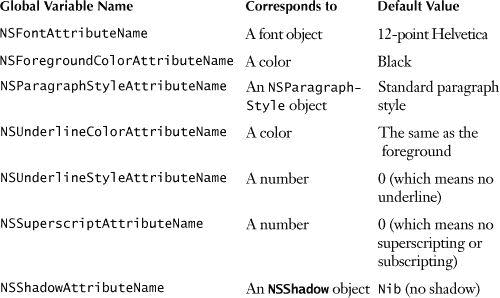 Global Variable Name Corresponds to Default Value
NSFontAttributeName A font object 12-point Helvetica
NSForegroundColorAttributeName A color Black
NSParagraphStyleAttributeName An NSParagraph- Standard paragraph
Style object style
NSUnderlineColorAttributeName A color The same as the
foreground
NSUnderlineStyleAttributeName A number 0 (which means no
underline)
NSSuperscriptAttributeName A number 0 (which means no
superscripting or
subscripting)
NSShadowAttributeName An NSShadow object Nib (no shadow)